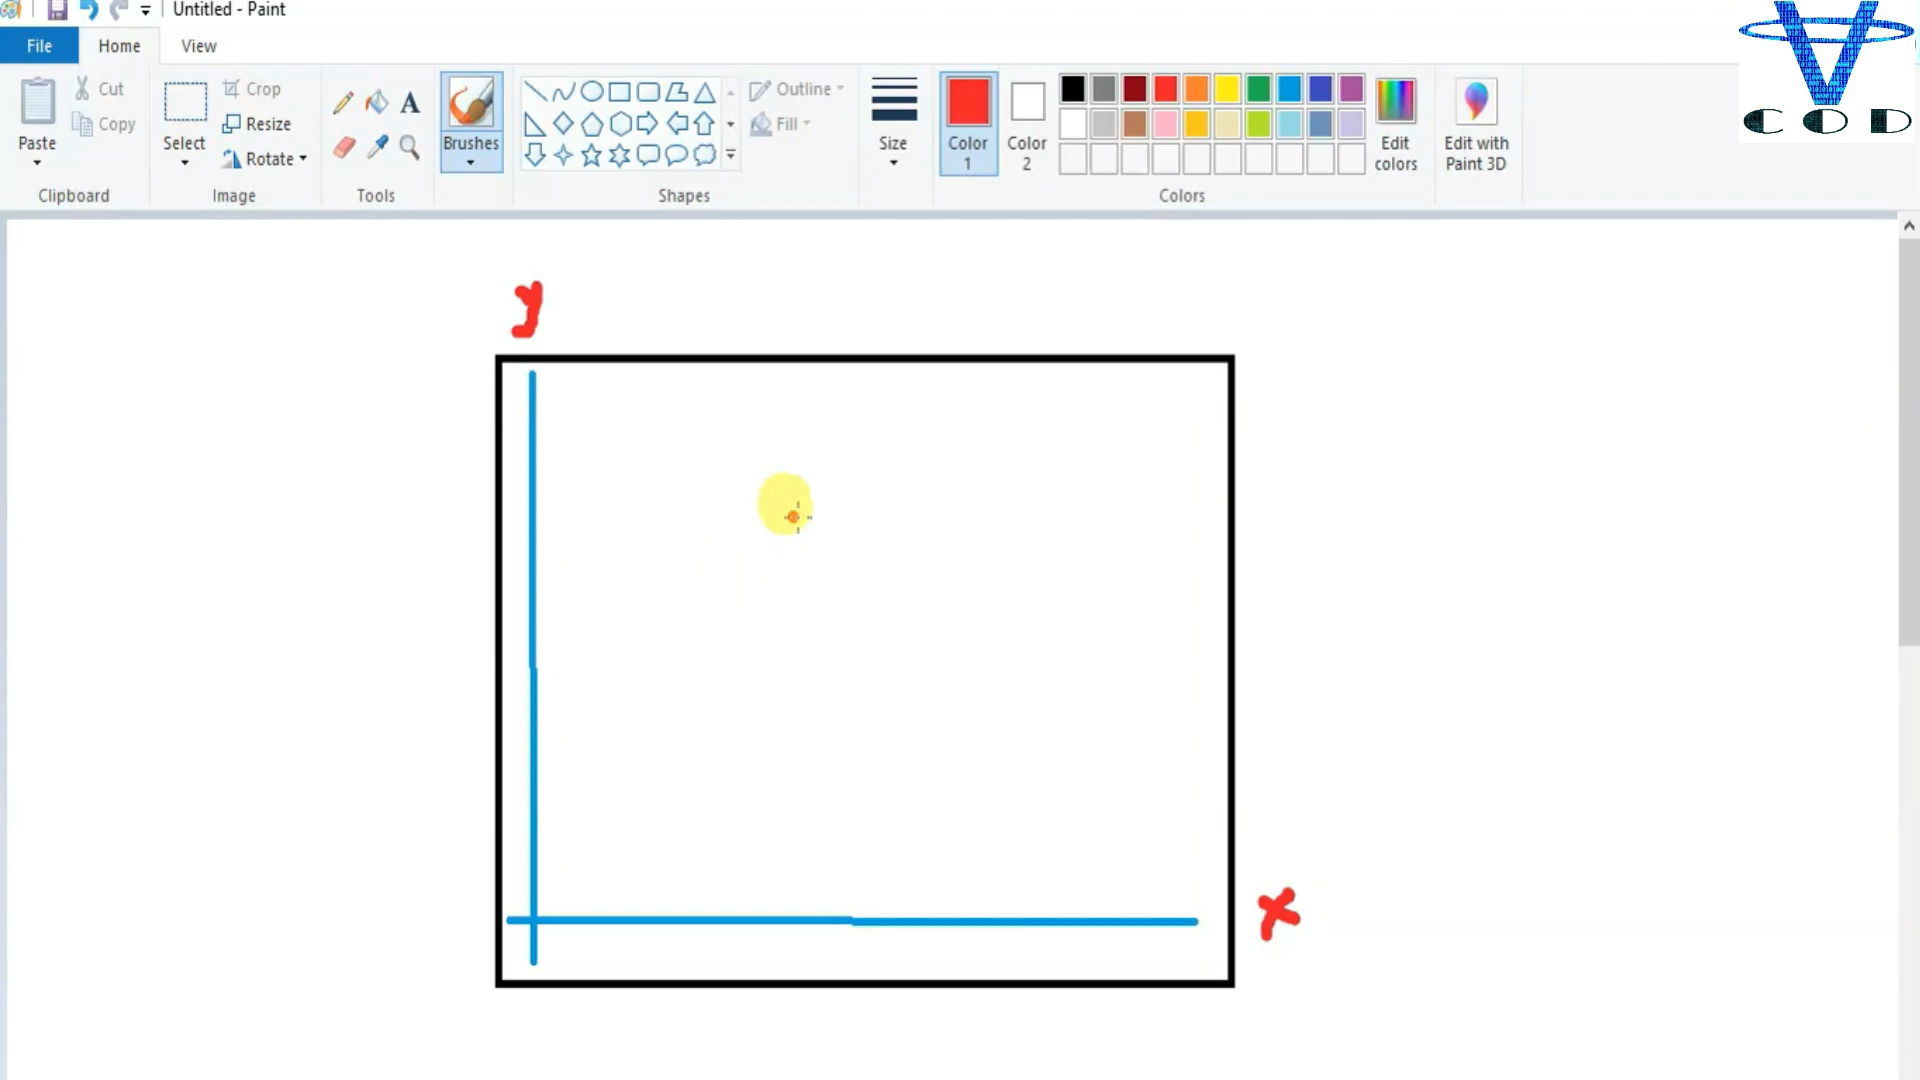 Untitled - Paint
File Home View
Cut
Copy
Paste
Clipboard
Crop
Resize
Rotate
Select
Image
A
Tools
Brushes
Outline
Fill
Shapes
Size
Color 1
Color 2
Edit colors
Colors
Edit with Paint 3D
COD
y
x